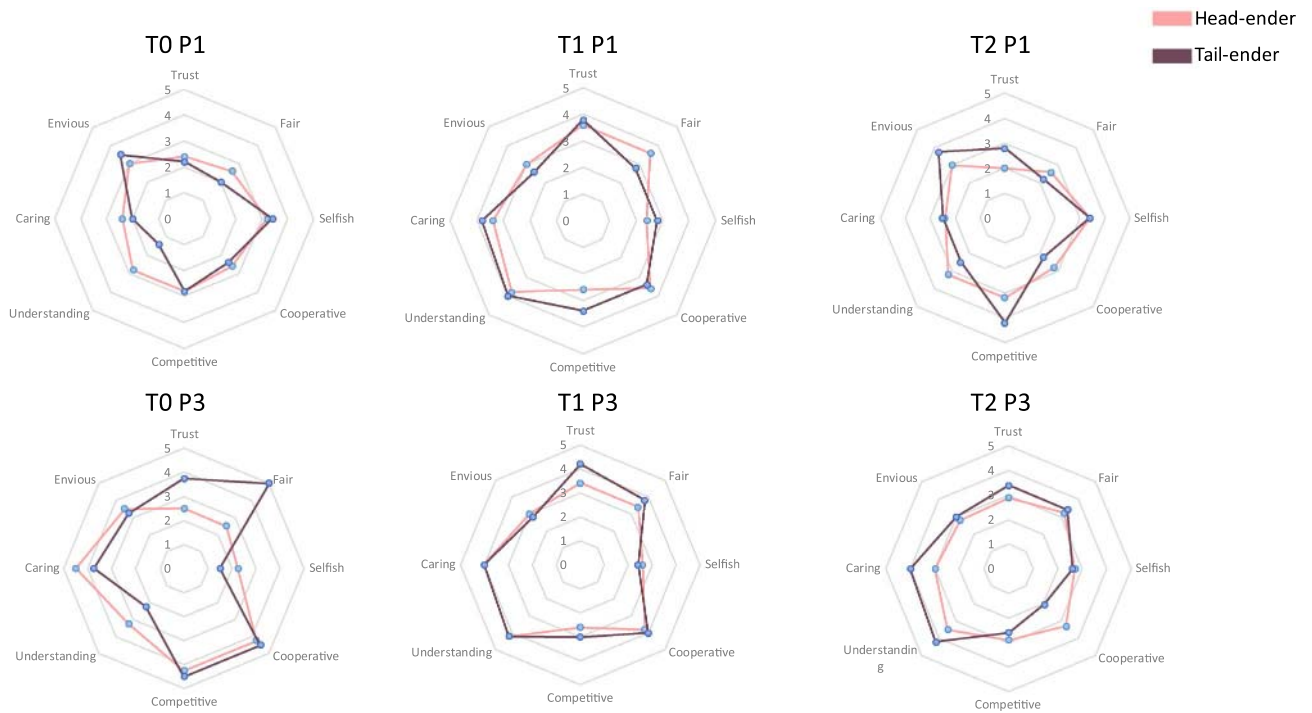 Head-ender
Tail-ender
T0 P1
Trust
5
4
3
2
1
0
Fair
Selfish
Cooperative
Competitive
Understanding
Caring
Envious
T1 P1
Trust
5
4
3
2
1
0
Fair
Selfish
Cooperative
Competitive
Understanding
Caring
Envious
T2 P1
Trust
5
4
3
2
1
0
Fair
Selfish
Cooperative
Competitive
Understanding
Caring
Envious
T0 P3
Trust
5
4
3
2
1
0
Fair
Selfish
Cooperative
Competitive
Understanding
Caring
Envious
T1 P3
Trust
5
4
3
2
1
0
Fair
Selfish
Cooperative
Competitive
Understanding
Caring
Envious
T2 P3
Trust
5
4
3
2
1
0
Fair
Selfish
Cooperative
Competitive
Understandin
g
Caring
Envious